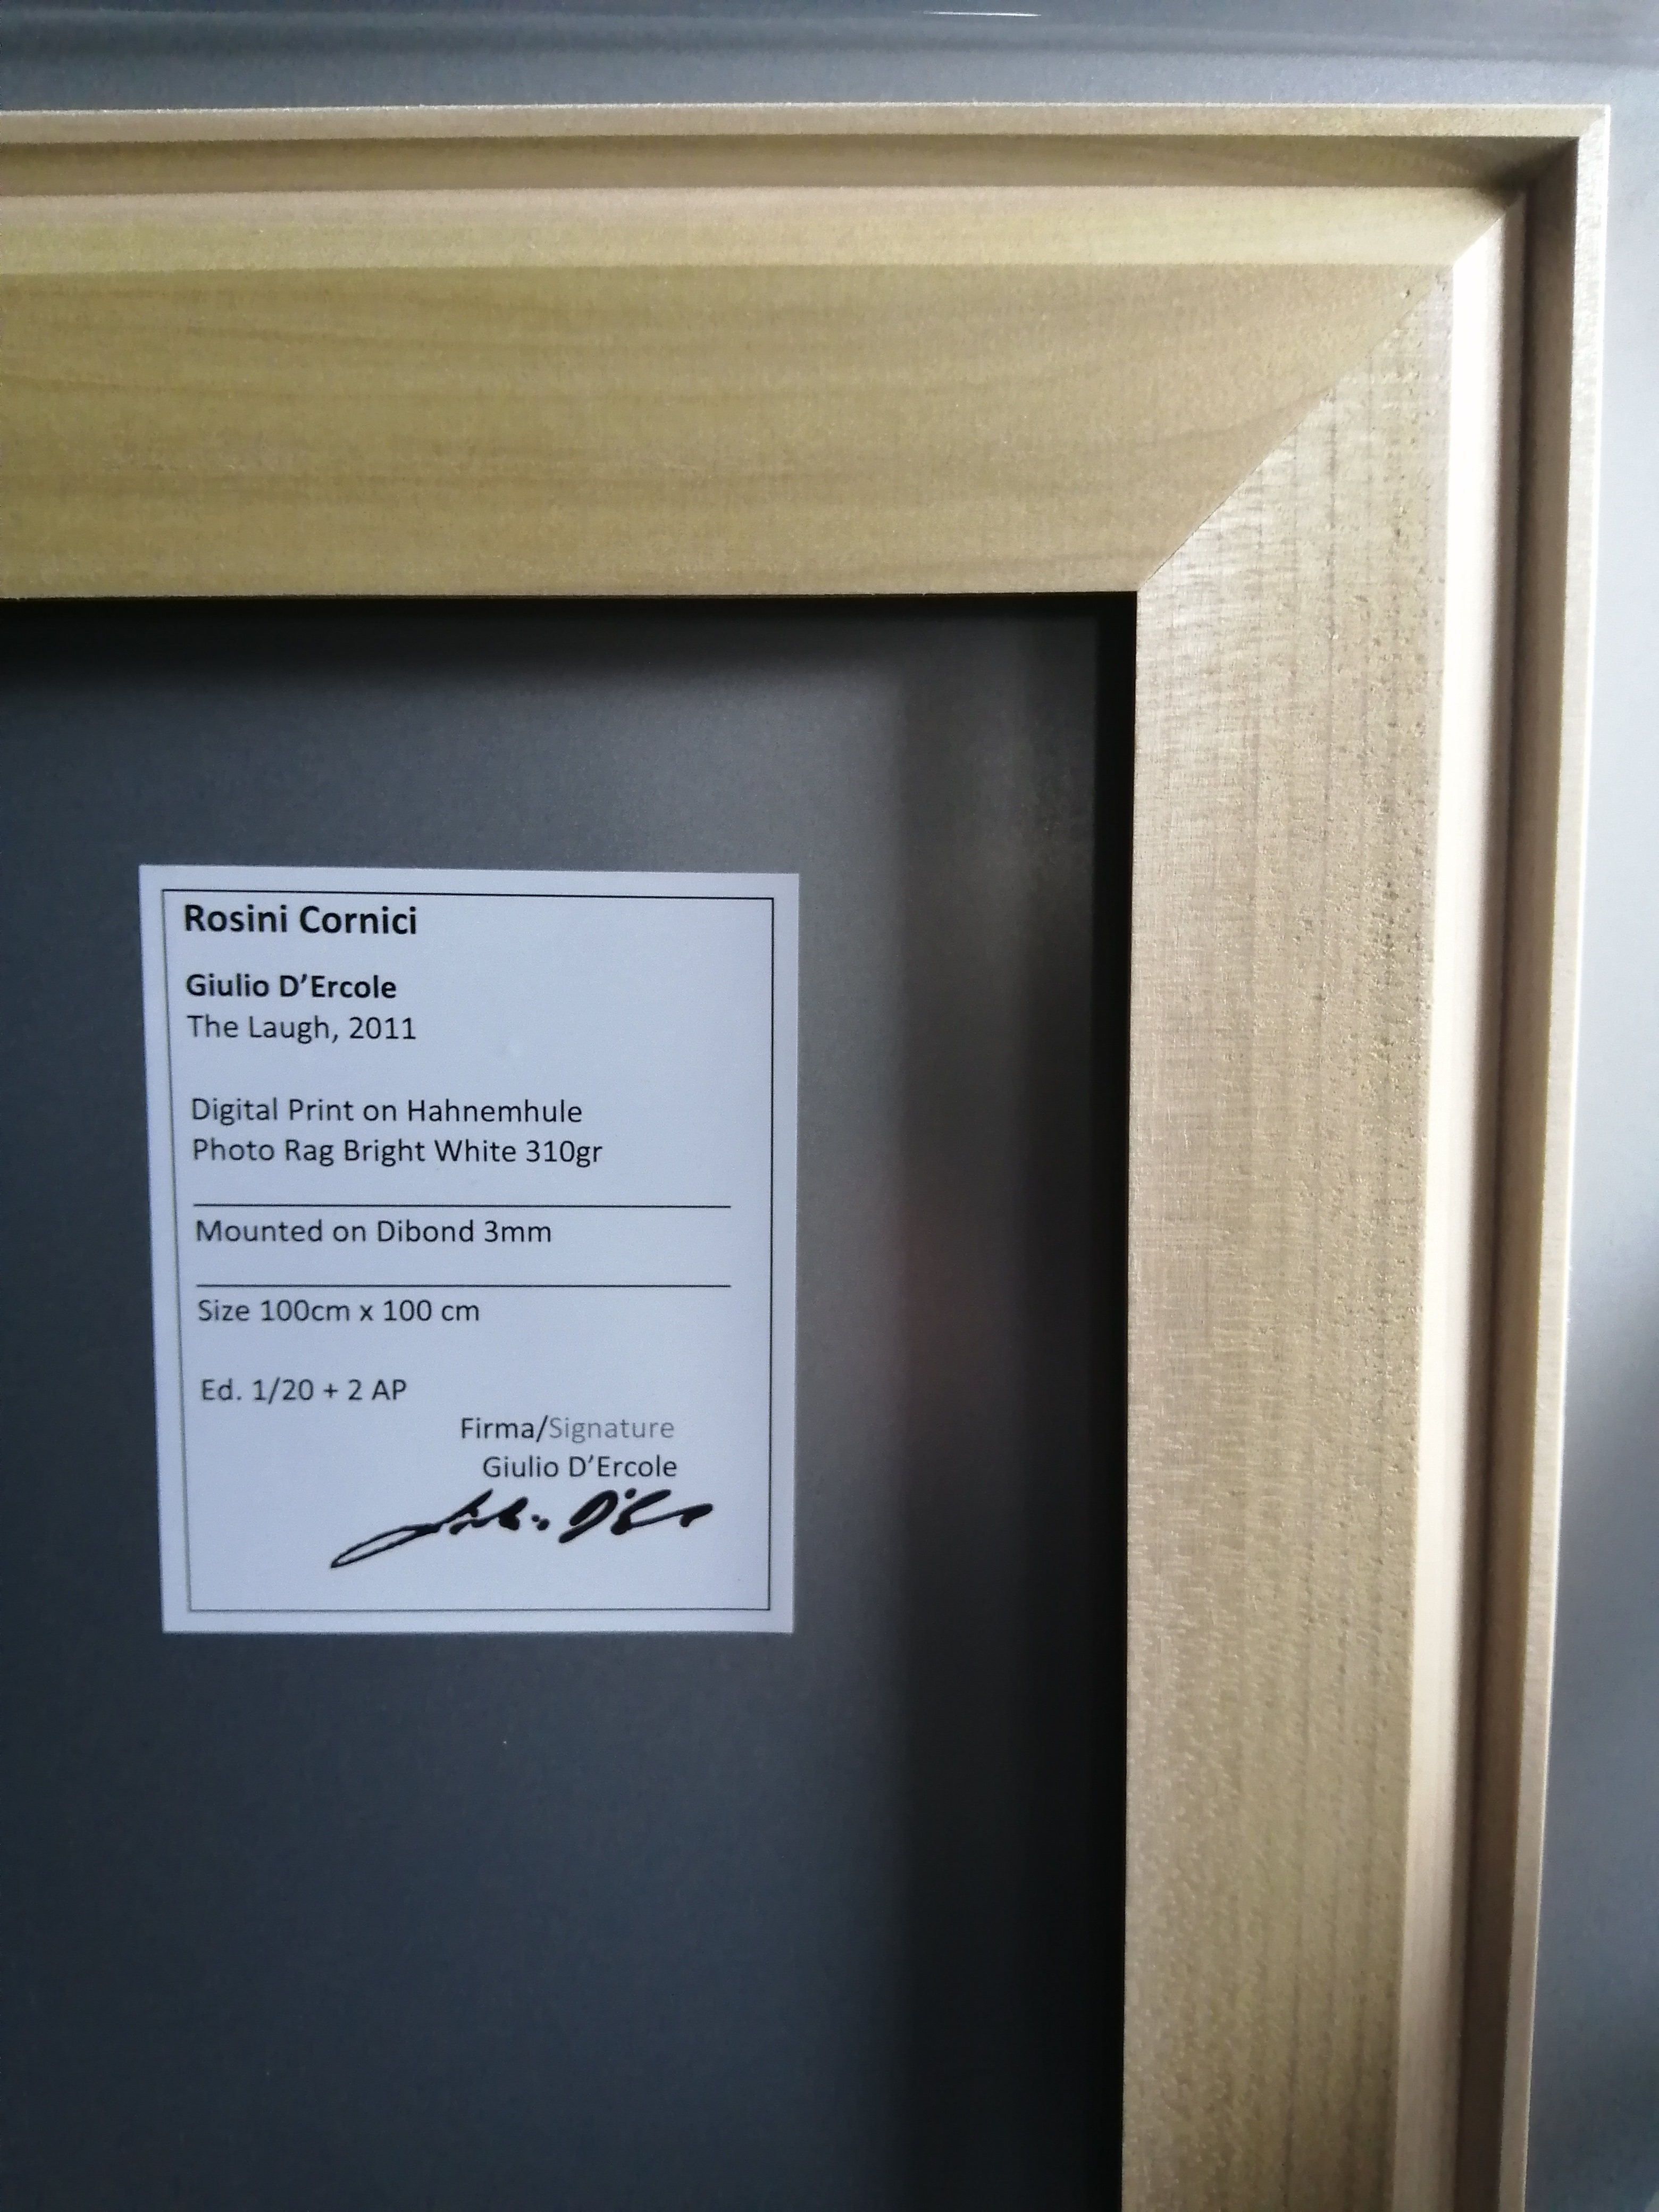 Rosini Cornici
Giulio D'Ercole
The Laugh, 2011
Digital Print on Hahnemhule
Photo Rag Bright White 310gr
Mounted on Dibond 3mm
Size 100cm x 100 cm
Ed. 1/20 + 2 AP
Firma/Signature
Giulio D'Ercole